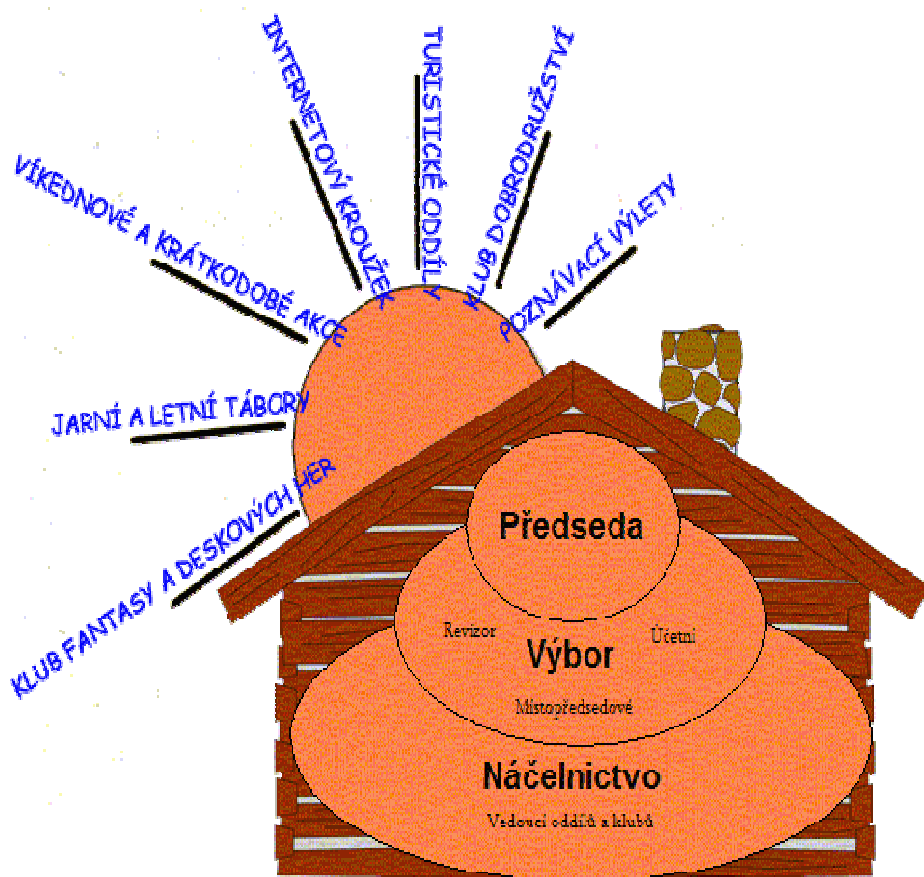 INTERNETOVÝ KROUŽEK
TURISTICKÉ ODDÍLY
KLUB DOBRODRUŽSTVÍ
POZNÁVACÍ VÝLETY
VÍKEDNOVÉ A KRÁTKODOBÉ AKCE
JARNÍ A LETNÍ TÁBORY
KLUB FANTASY A DESKOVÝCH HER
Předseda
Revizor
Účetní
Výbor
Místopředsedové
Náčelnictvo
Vedoucí oddílů a klubů